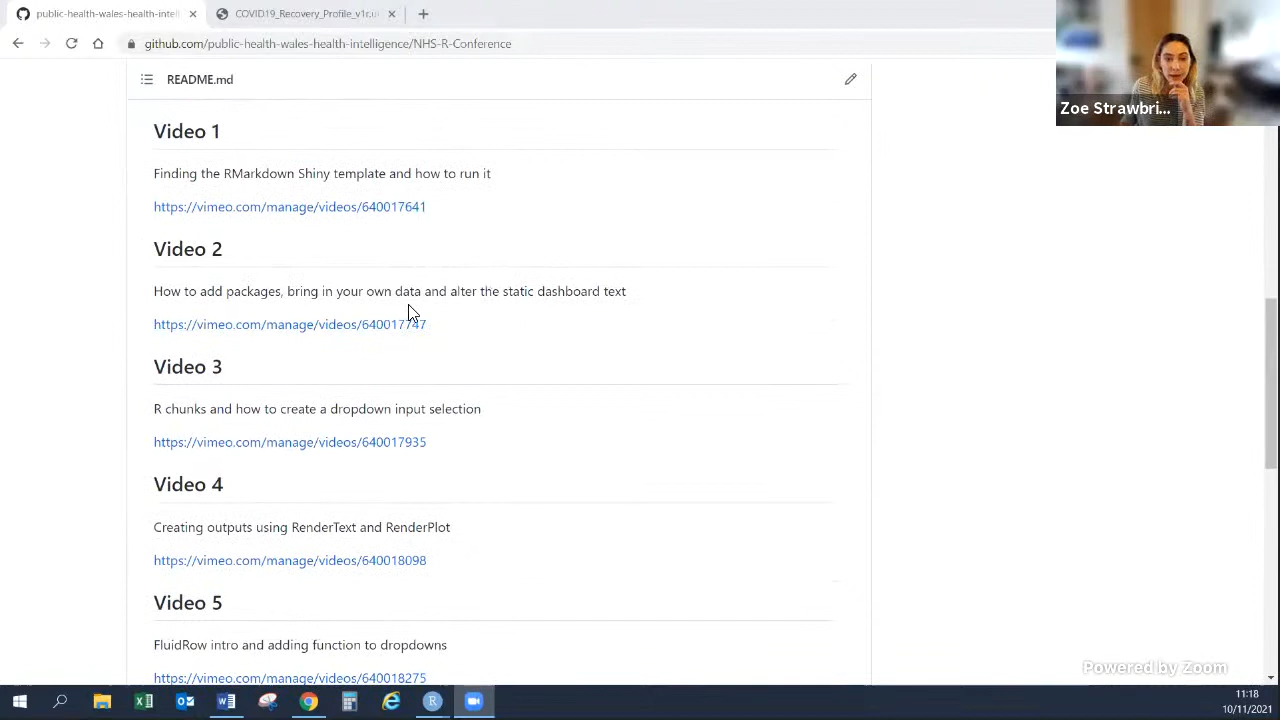 public-health-wales-health-intelli
COVID19_Recovery_Profile_v1r.ui
github.com/public-health-wales-health-intelligence/NHS-R-Conference
README.md
Zoe Strawbri...
Video 1
Finding the RMarkdown Shiny template and how to run it
https://vimeo.com/manage/videos/640017641
Video 2
How to add packages, bring in your own data and alter the static dashboard text
https://vimeo.com/manage/videos/640017747
Video 3
R chunks and how to create a dropdown input selection
https://vimeo.com/manage/videos/640017935
Video 4
Creating outputs using RenderText and RenderPlot
https://vimeo.com/manage/videos/640018098
Video 5
FluidRow intro and adding function to dropdowns
https://vimeo.com/manage/videos/640018275
Powered by Zoom
11:18
10/11/2021